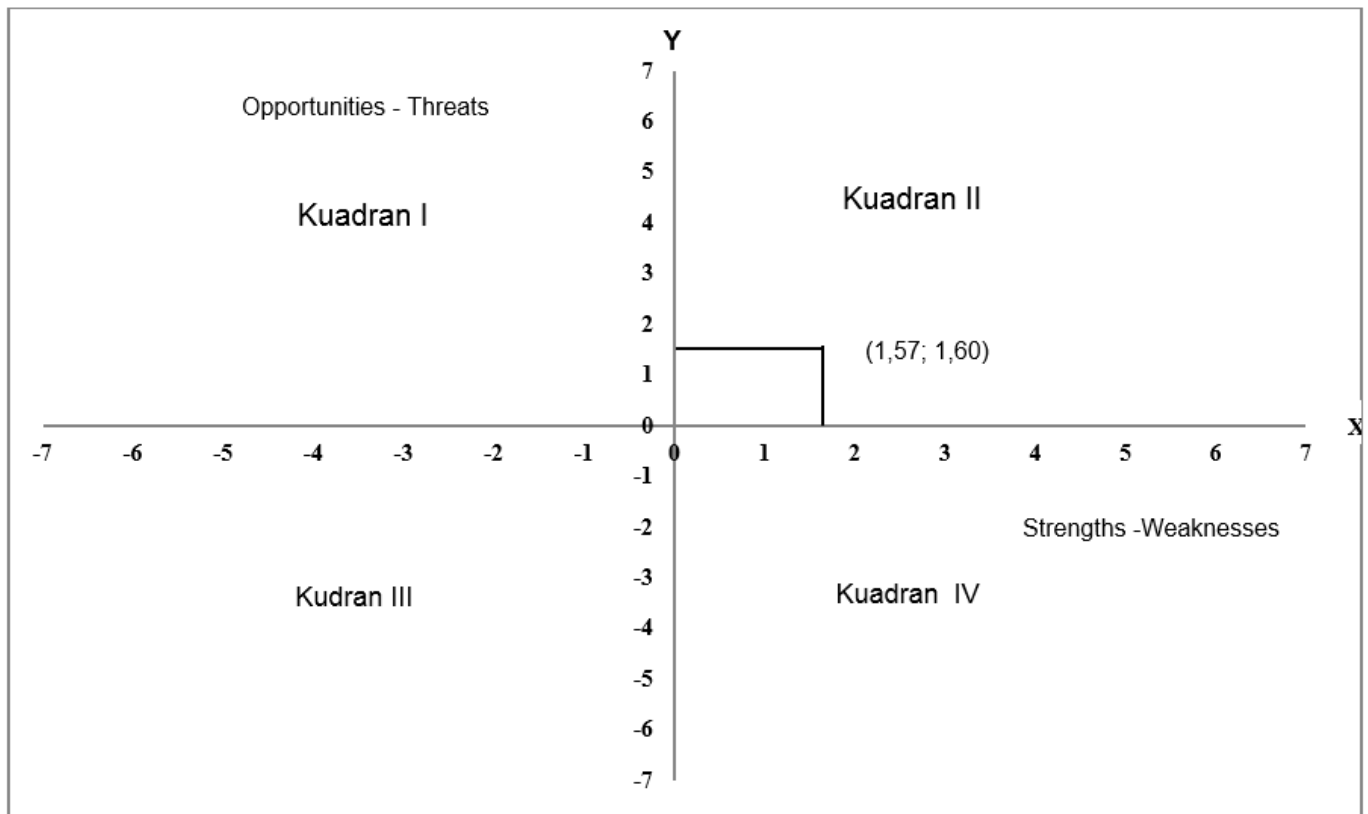 Y
7
Opportunities - Threats
6
5
Kuadran II
Kuadran I
4
3
2
(1,57; 1,60)
1
0
X
-7 -6 -5 -4 -3 -2 -1 0 1 2 3 4 5 6 7
-1
-2
Strengths -Weaknesses
-3
Kudran III
Kuadran IV
-4
-5
-6
-7